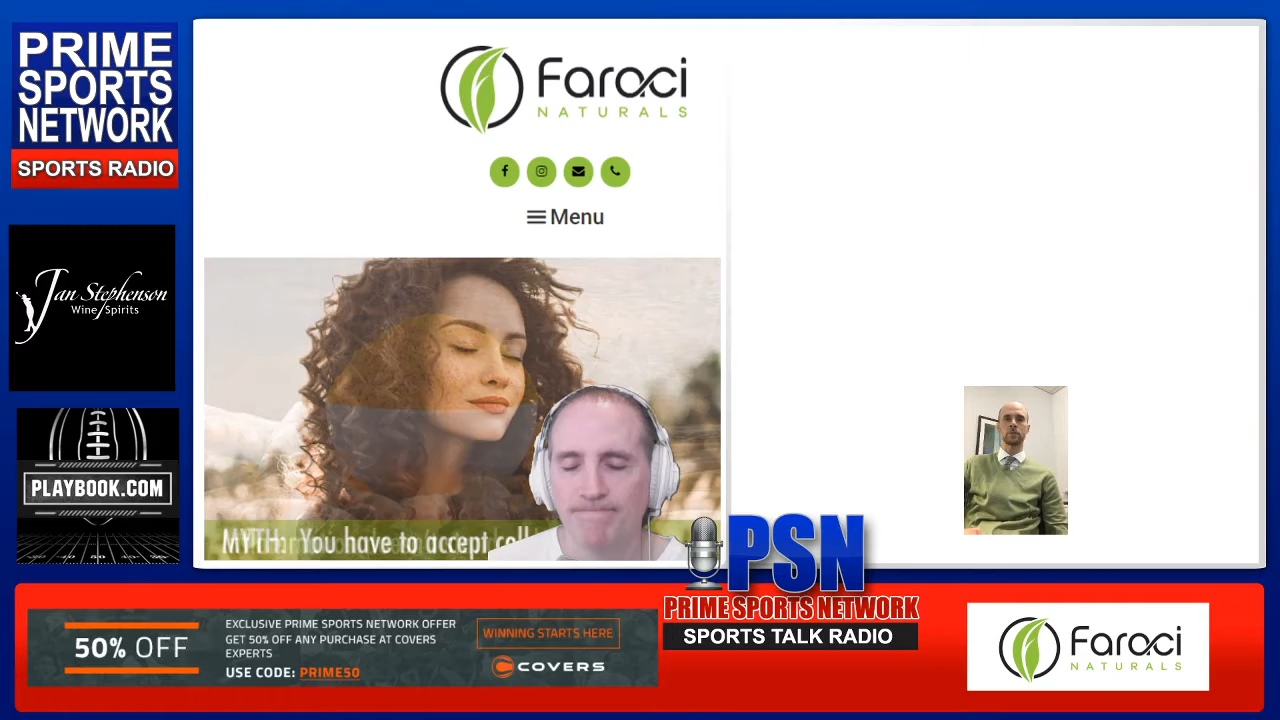 PRIME
SPORTS
NETWORK
SPORTS RADIO
Jan Stephenson
Wine Spirits
PLAYBOOK.COM
Faraci
NATURALS
Menu
MYTH: You have to accept
50% OFF
EXCLUSIVE PRIME SPORTS NETWORK OFFER
GET 50% OFF ANY PURCHASE AT COVERS
EXPERTS
USE CODE: PRIME50
WINNING STARTS HERE
COVERS
PSN
PRIME SPORTS NETWORK
SPORTS TALK RADIO
Faraci
NATURALS